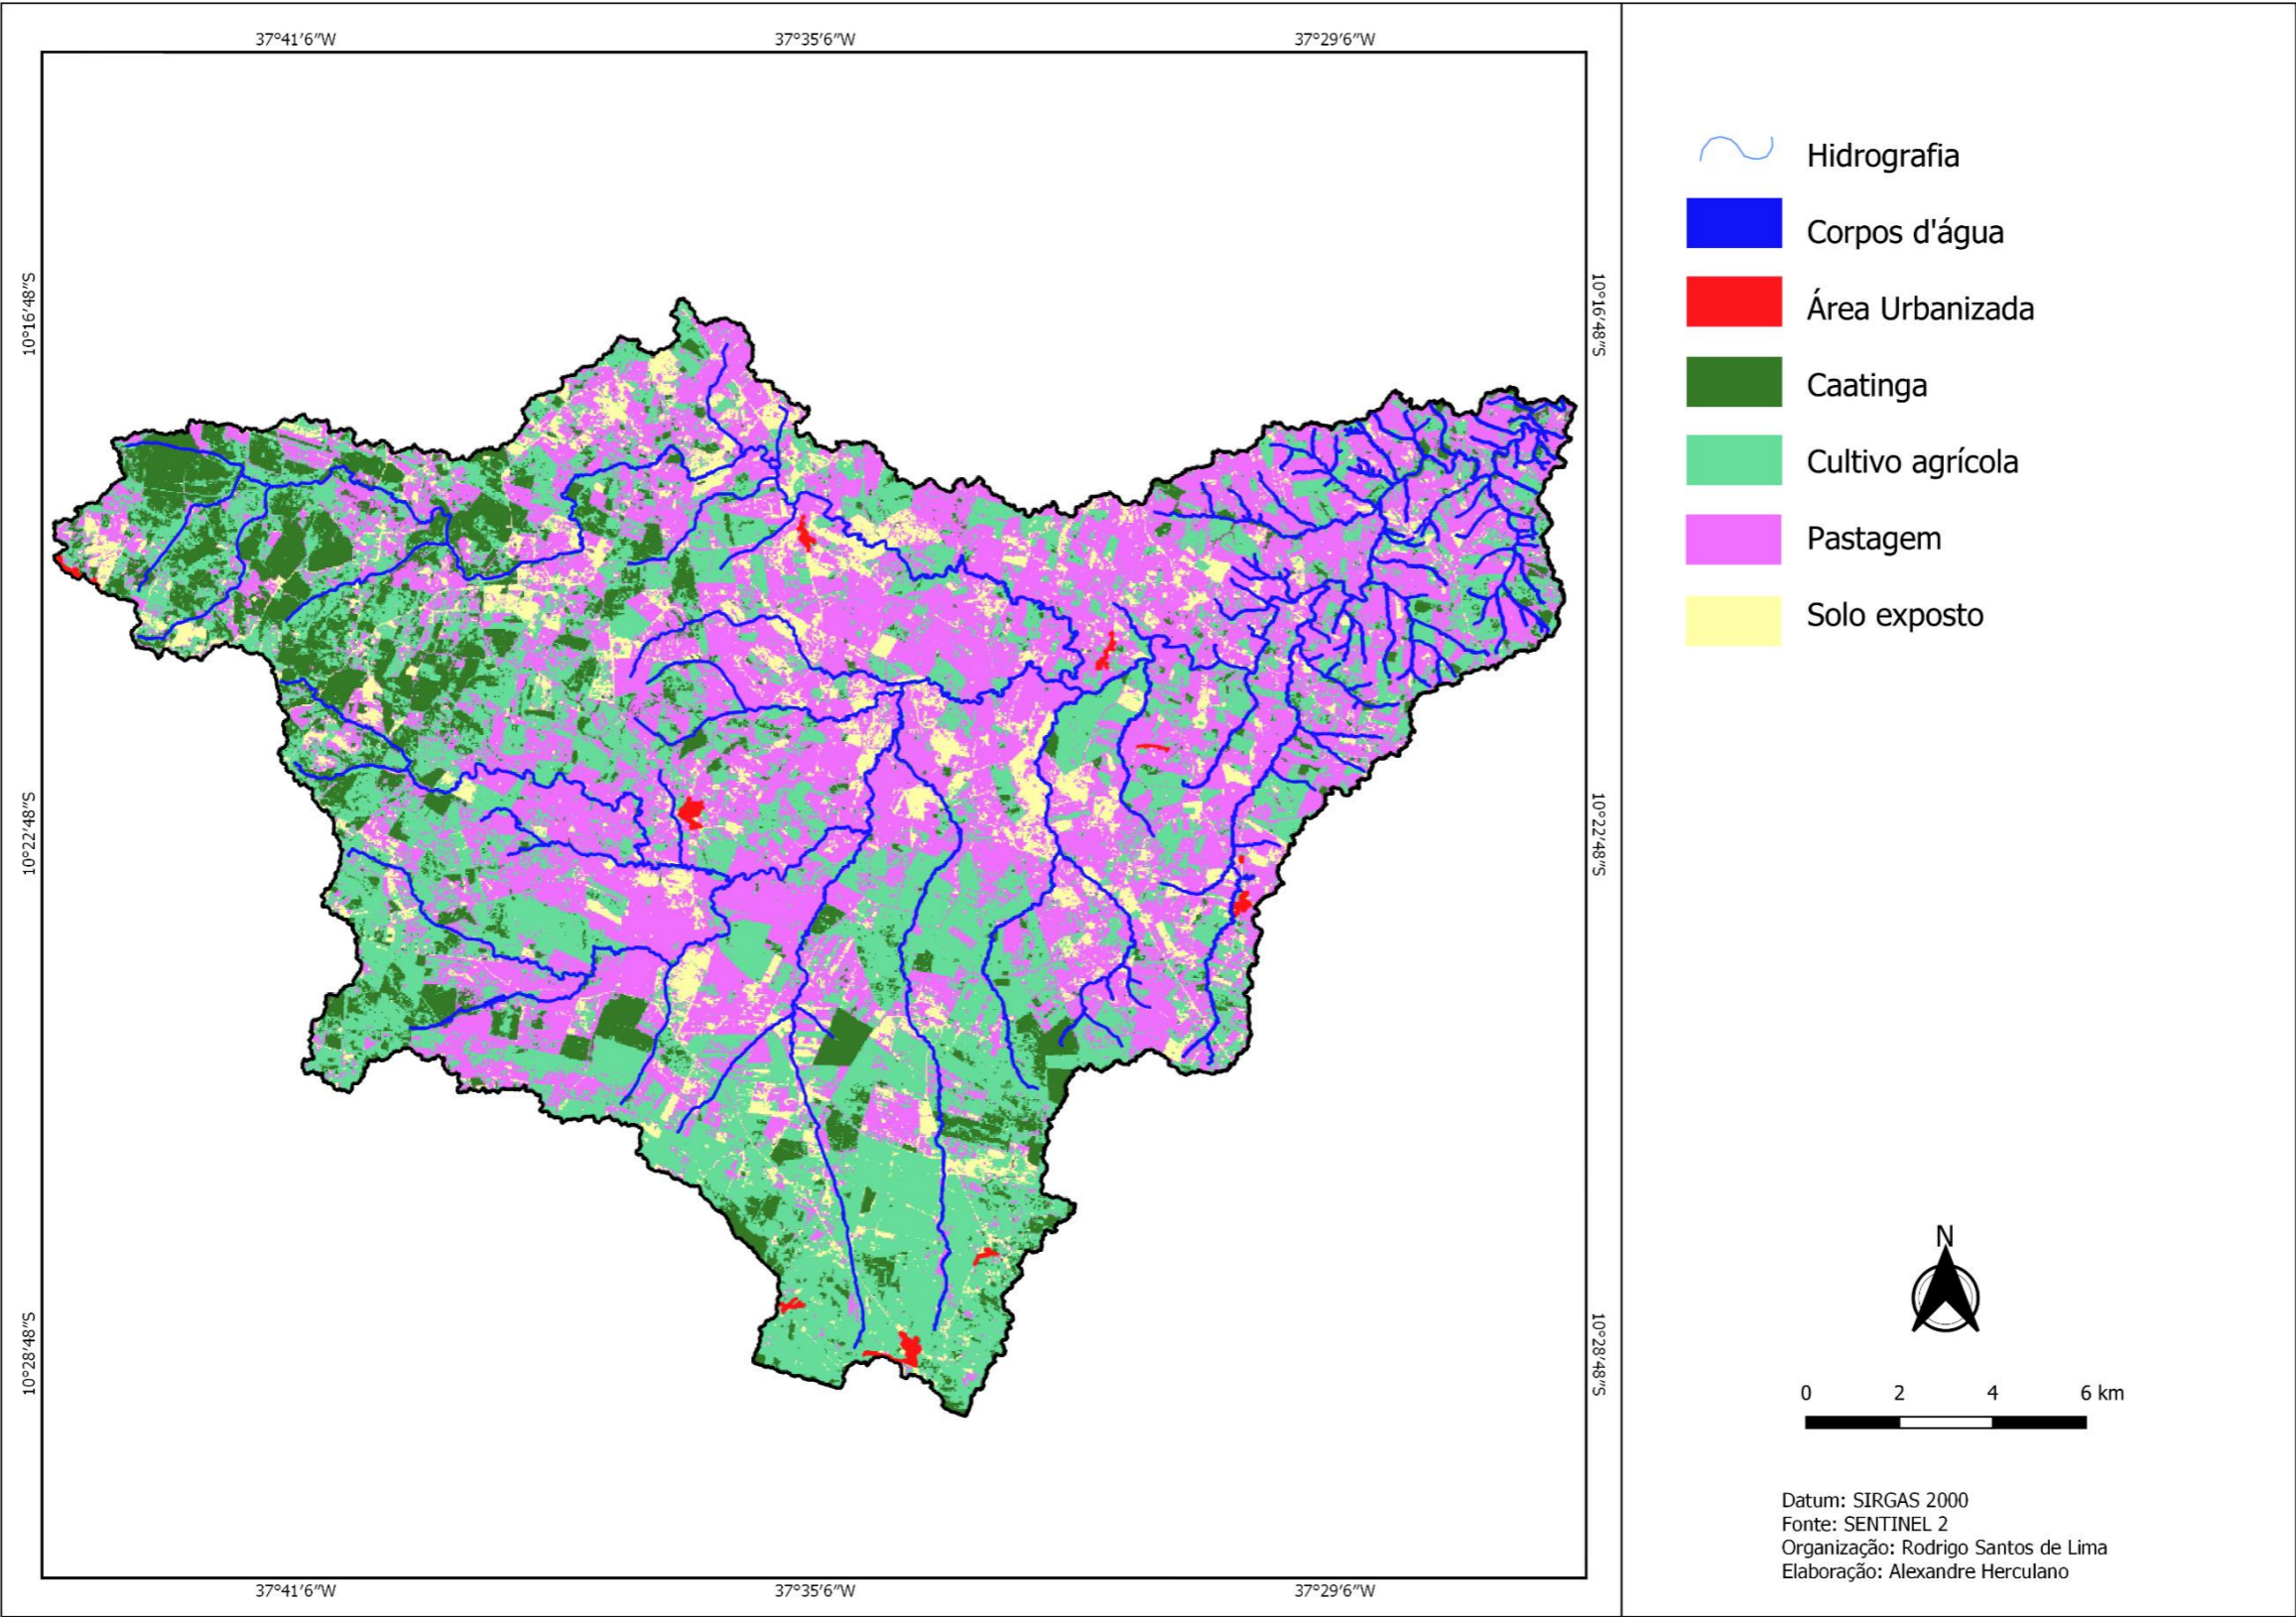 37°41'6"W
37°35'6"W
37°29'6"W
10°16'48"S
10°16'48"S
10°22'48"S
10°22'48"S
10°28'48"S
10°28'48"S
37°41'6"W
37°35'6"W
37°29'6"W
Hidrografia
Corpos d'água
Área Urbanizada
Caatinga
Cultivo agrícola
Pastagem
Solo exposto
N
0 2 4 6 km
Datum: SIRGAS 2000
Fonte: SENTINEL 2
Organização: Rodrigo Santos de Lima
Elaboração: Alexandre Herculano